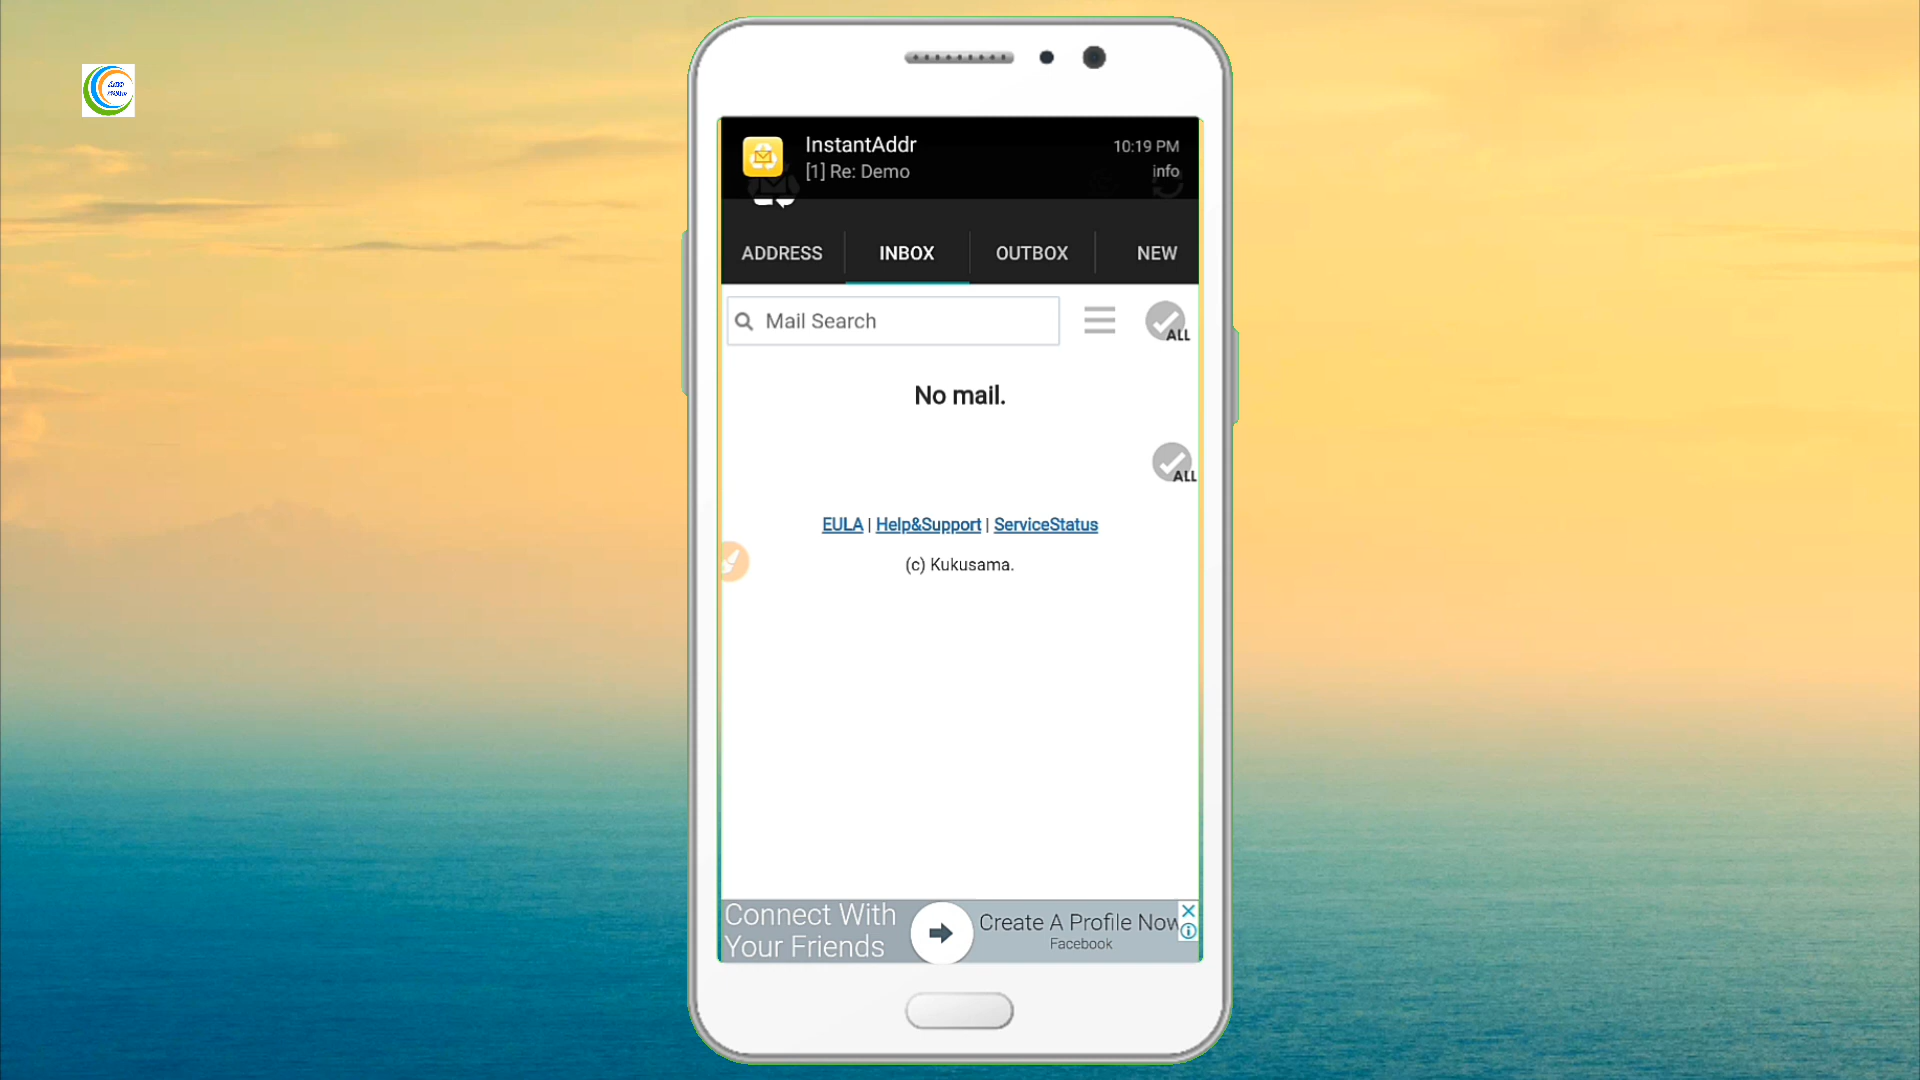 InstantAddr
10:19 PM
[1] Re: Demo
info
ADDRESS
INBOX
OUTBOX
NEW
Mail Search
ALL
No mail.
ALL
EULA | Help&Support | ServiceStatus
(c) Kukusama.
Connect With
Your Friends
Create A Profile Now
Facebook